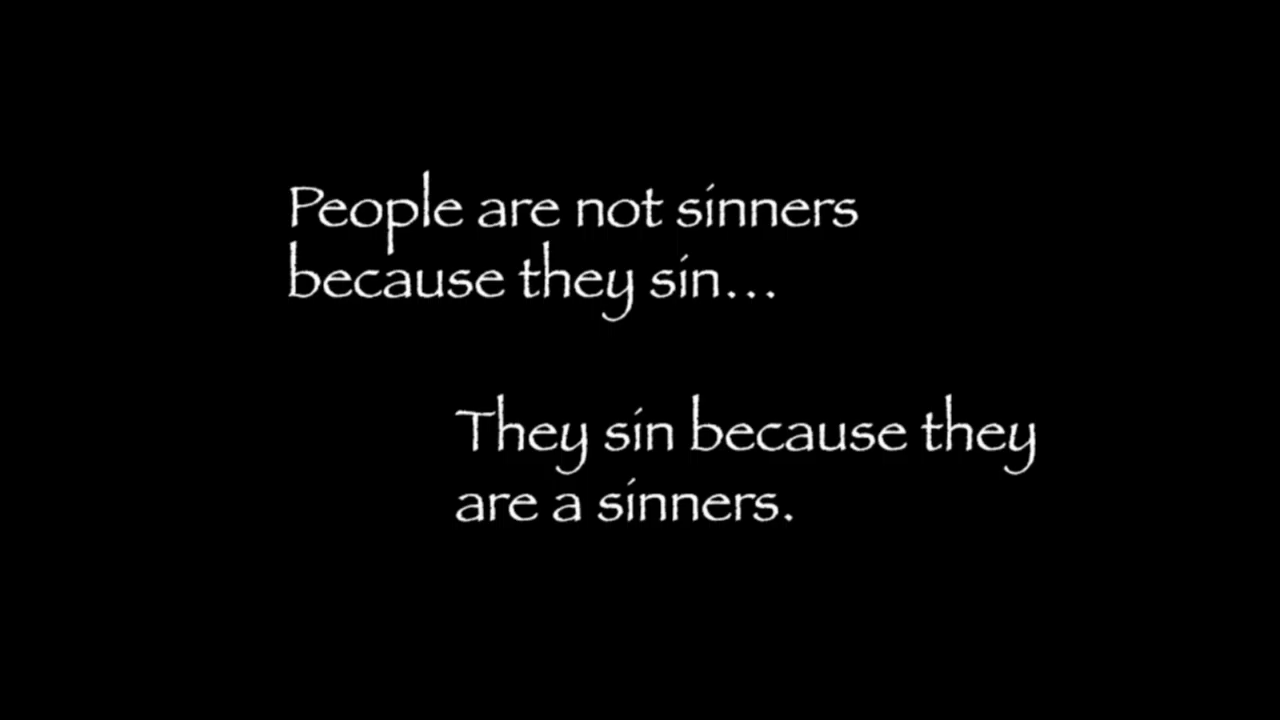 People are not sinners
because they sin...
They sin because they
are a sinners.